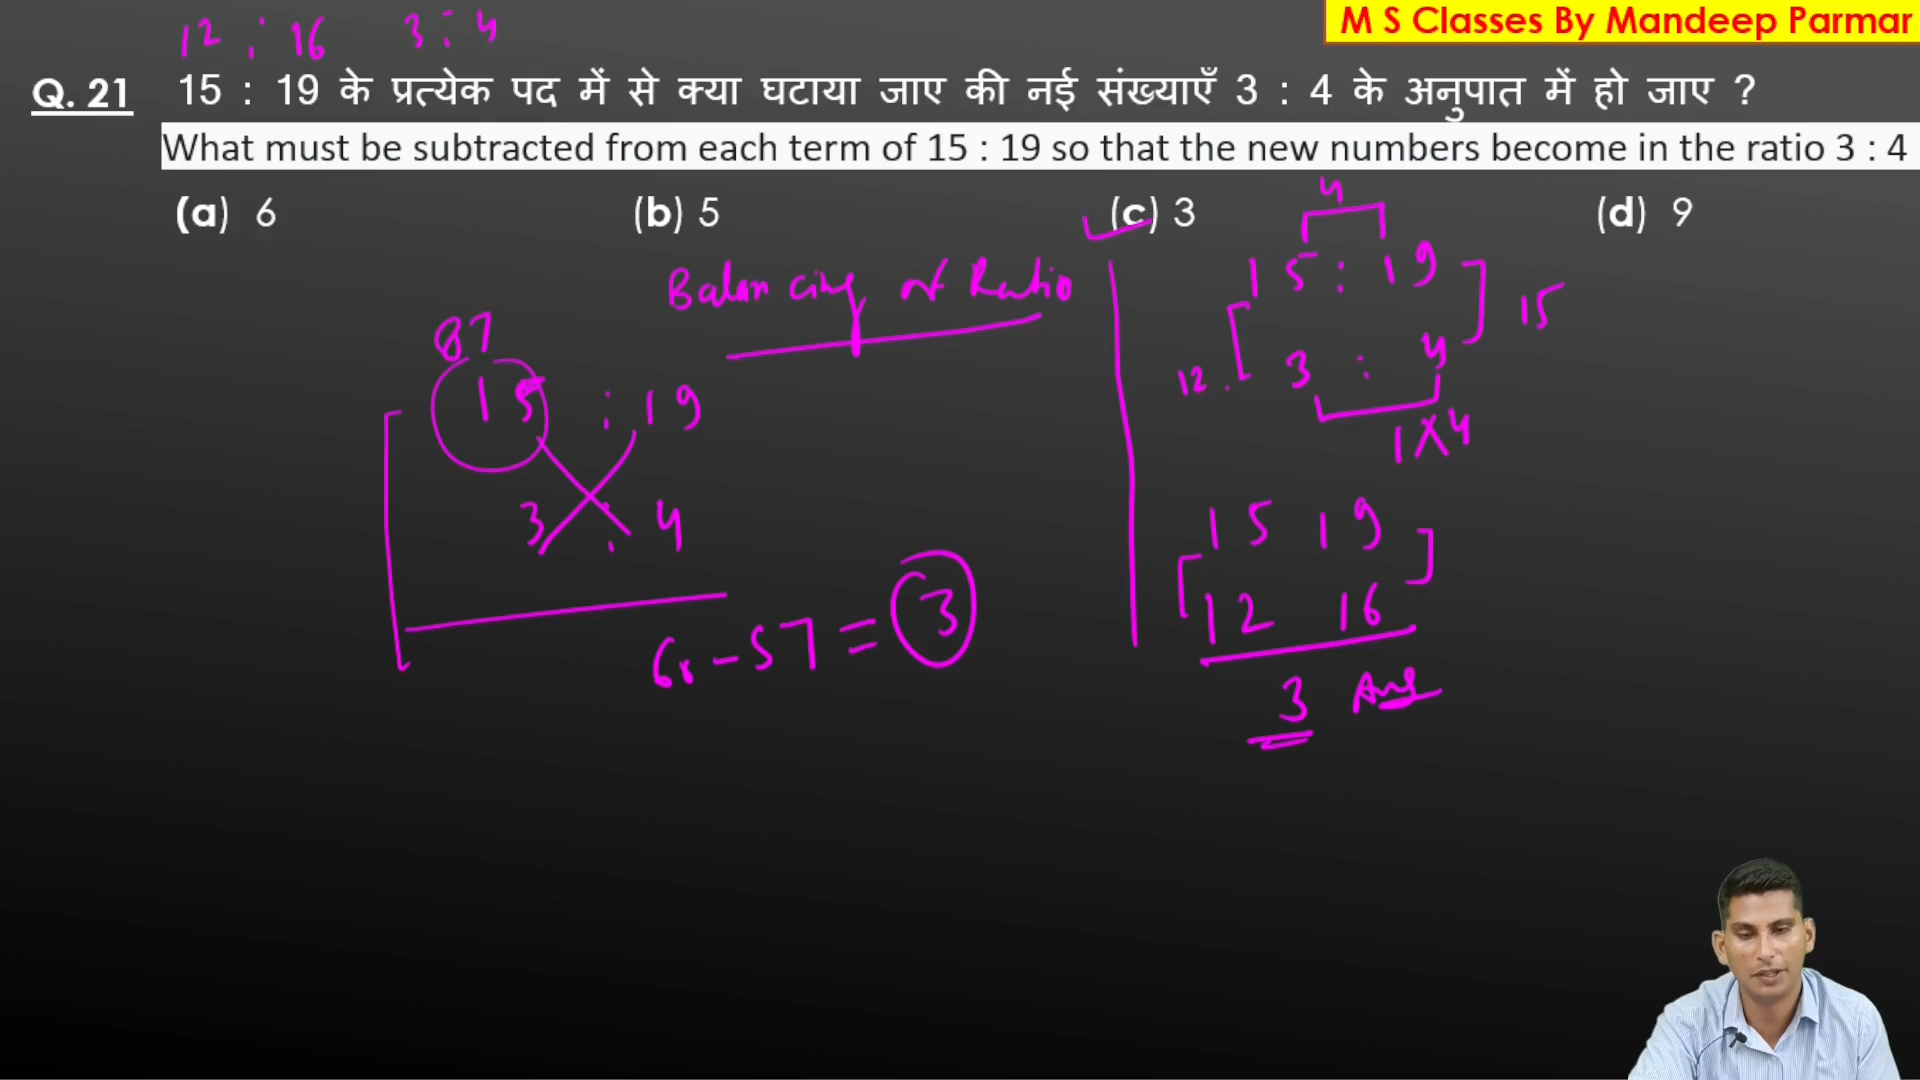 M S Classes By Mandeep Parmar
12 : 16 3 : 4
Q. 21 15 : 19 के प्रत्येक पद में से क्या घटाया जाए की नई संख्याएँ 3 : 4 के अनुपात में हो जाए ?
What must be subtracted from each term of 15 : 19 so that the new numbers become in the ratio 3 : 4
(a) 6 (b) 5 (c) 3 (d) 9
Balancing of Ratio
87
15 : 19
3 : 4
60 - 57 = 3
4
15 : 19
15
12.
3 : 4
1 X 4
15 19
12 16
3 Ans